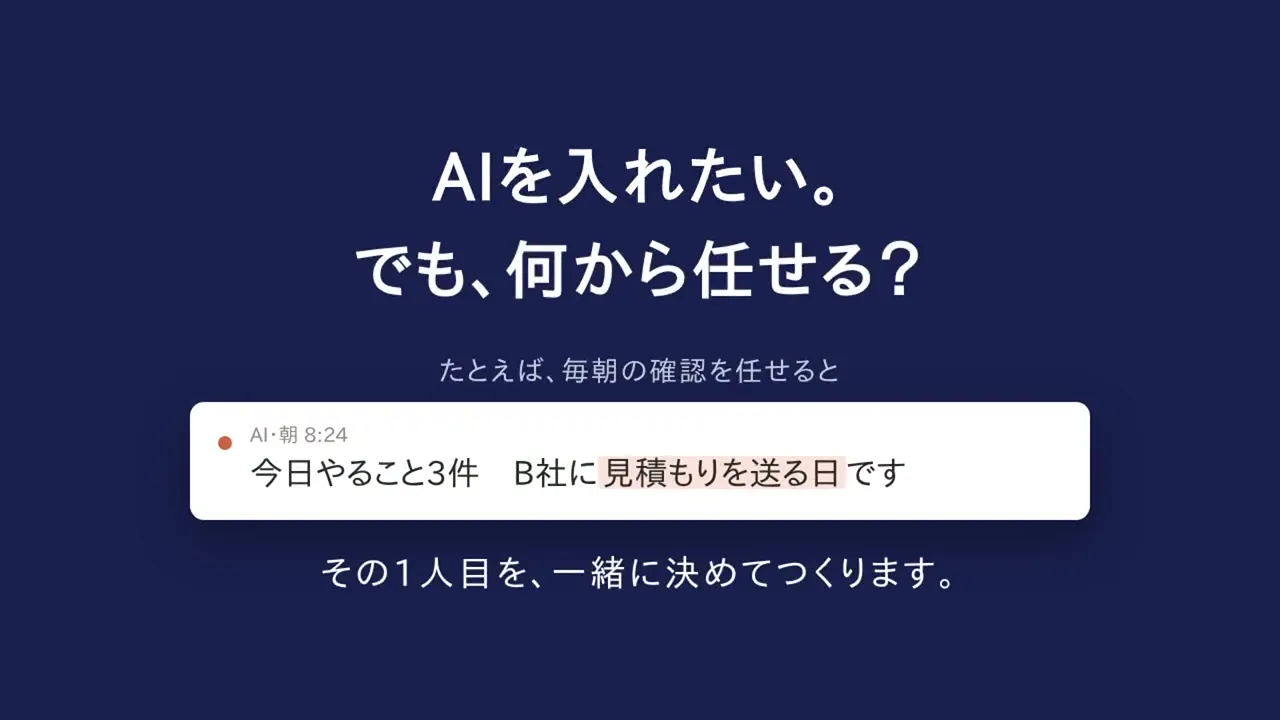 AIを入れたい。
でも、何から任せる？
たとえば、毎朝の確認を任せると
AI･朝 8:24
今日やること3件　B社に見積もりを送る日です
その１人目を、一緒に決めてつくります。